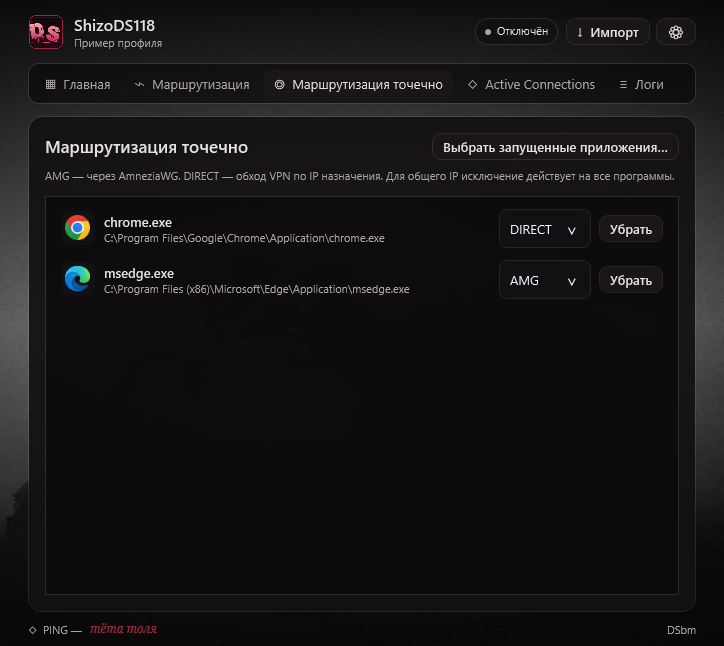 DS
ShizoDS118
Пример профиля
Отключён
Импорт
Главная
Маршрутизация
Маршрутизация точечно
Active Connections
Логи
Маршрутизация точечно
Выбрать запущенные приложения...
AMG — через AmneziaWG. DIRECT — обход VPN по IP назначения. Для общего IP исключение действует на все программы.
chrome.exe
C:\Program Files\Google\Chrome\Application\chrome.exe
DIRECT
Убрать
msedge.exe
C:\Program Files (x86)\Microsoft\Edge\Application\msedge.exe
AMG
Убрать
PING —
тёта толя
DSbm